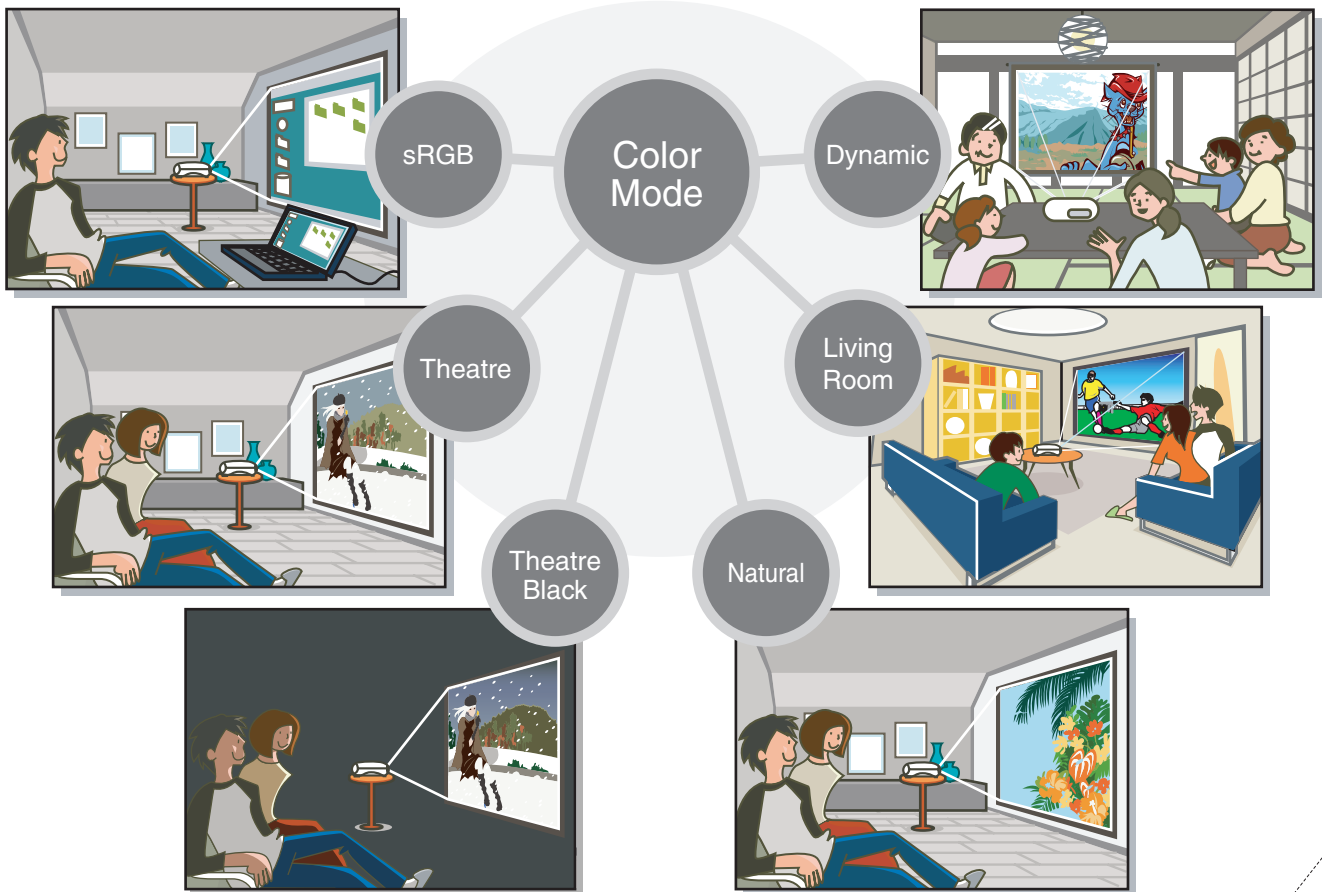 Color
Mode
sRGB
Dynamic
Theatre
Living
Room
Theatre
Black
Natural